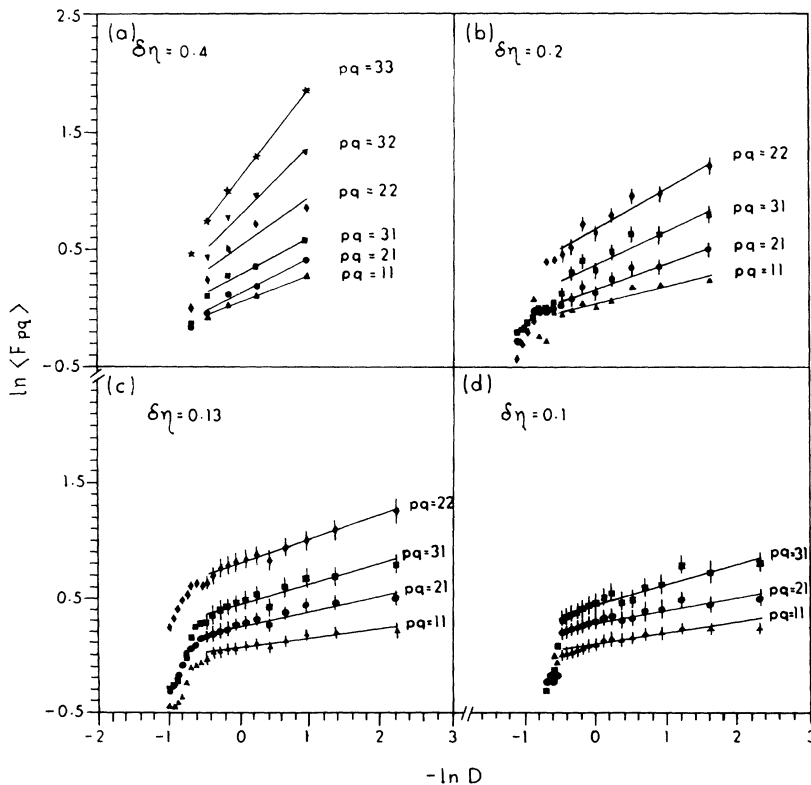 (a)
δη = 0.4
pq = 33
pq = 32
pq = 22
pq = 31
pq = 21
pq = 11
(b)
δη = 0.2
pq = 22
pq = 31
pq = 21
pq = 11
2.5
1.5
0.5
-0.5
ln ⟨Fpq⟩
(c)
δη = 0.13
pq = 22
pq = 31
pq = 21
pq = 11
(d)
δη = 0.1
pq = 31
pq = 21
pq = 11
1.5
0.5
-0.5
-2 -1 0 1 2 3
-1 0 1 2 3
-ln D